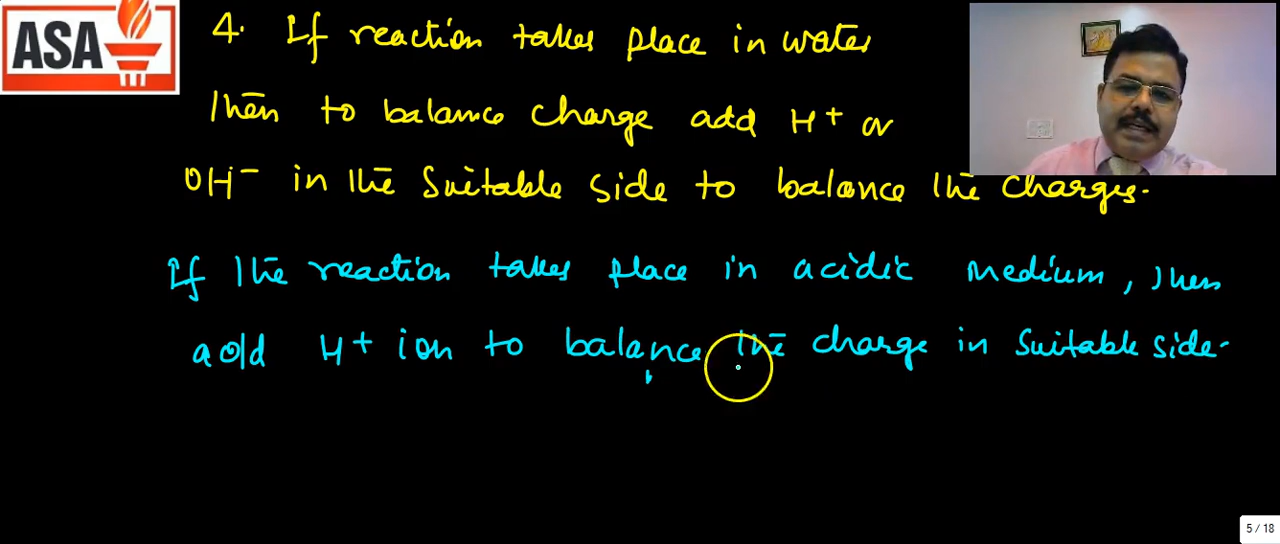 ASA
4. If reaction takes place in water
Then to balance charge add H+ or
OH- in the Suitable side to balance the charges.
If the reaction takes place in acidic medium, then
add H+ ion to balance the charge in Suitable side.
5 / 18